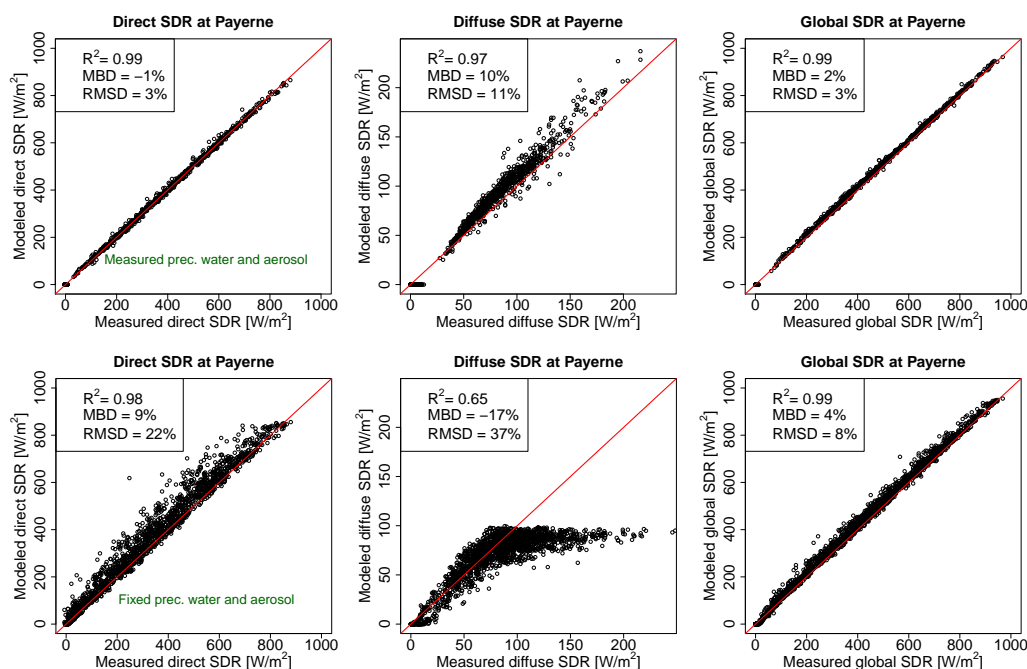 Direct SDR at Payerne
R²= 0.99
MBD = −1%
RMSD = 3%
Measured prec. water and aerosol
Modeled direct SDR [W/m²]
0 200 400 600 800 1000
0 200 400 600 800 1000
Measured direct SDR [W/m²]
Diffuse SDR at Payerne
R²= 0.97
MBD = 10%
RMSD = 11%
Modeled diffuse SDR [W/m²]
0 50 100 150 200
0 50 100 150 200
Measured diffuse SDR [W/m²]
Global SDR at Payerne
R²= 0.99
MBD = 2%
RMSD = 3%
Modeled global SDR [W/m²]
0 200 400 600 800 1000
0 200 400 600 800 1000
Measured global SDR [W/m²]
Direct SDR at Payerne
R²= 0.98
MBD = 9%
RMSD = 22%
Fixed prec. water and aerosol
Modeled direct SDR [W/m²]
0 200 400 600 800 1000
0 200 400 600 800 1000
Measured direct SDR [W/m²]
Diffuse SDR at Payerne
R²= 0.65
MBD = −17%
RMSD = 37%
Modeled diffuse SDR [W/m²]
0 50 100 150 200
0 50 100 150 200
Measured diffuse SDR [W/m²]
Global SDR at Payerne
R²= 0.99
MBD = 4%
RMSD = 8%
Modeled global SDR [W/m²]
0 200 400 600 800 1000
0 200 400 600 800 1000
Measured global SDR [W/m²]